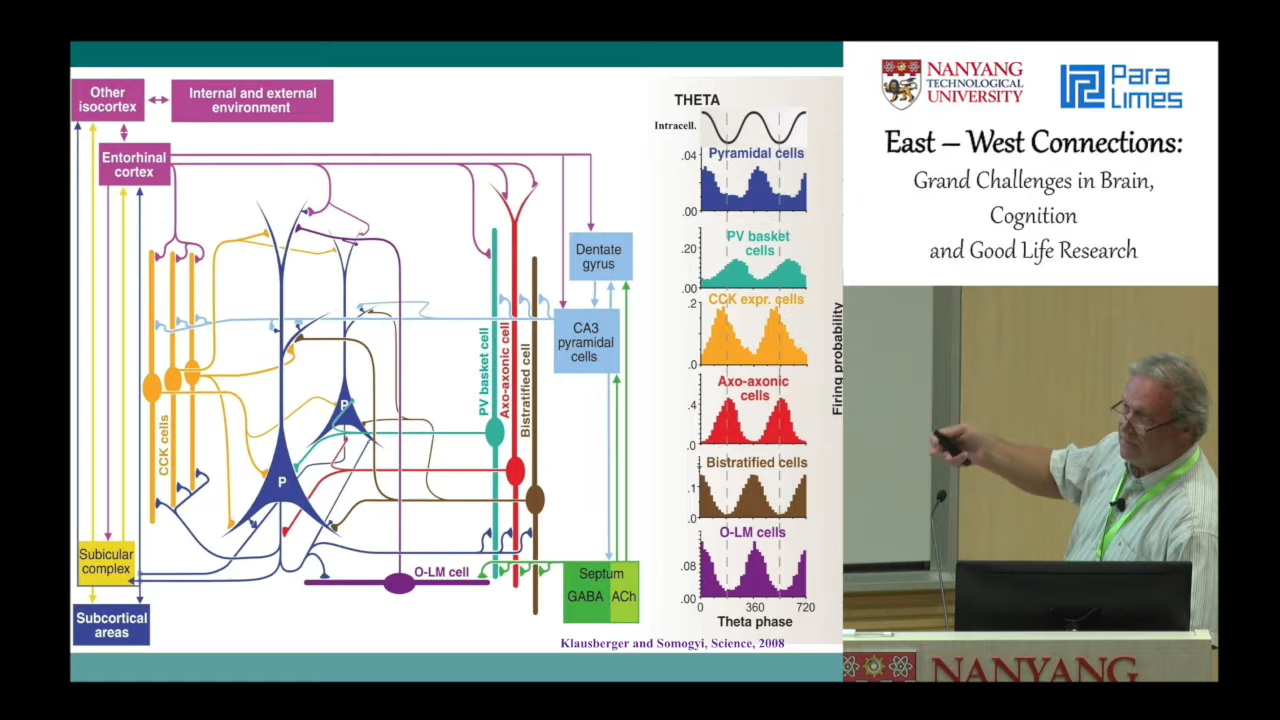 Other
isocortex
Internal and external
environment
Entorhinal
cortex
Dentate
gyrus
CA3
pyramidal
cells
CCK cells
PV basket cell
Axo-axonic cell
Bistratified cell
P
P
O-LM cell
Subicular
complex
Subcortical
areas
Septum
GABA ACh
Klausberger and Somogyi, Science, 2008
THETA
Intracell.
Pyramidal cells
.04
.00
PV basket
cells
.20
.00
CCK expr. cells
.2
.0
Axo-axonic
cells
.4
.0
Bistratified cells
.1
.0
O-LM cells
.08
.00
0 360 720
Theta phase
Firing probability
NANYANG
TECHNOLOGICAL
UNIVERSITY
Para
Limes
East – West Connections:
Grand Challenges in Brain,
Cognition
and Good Life Research
NANYANG